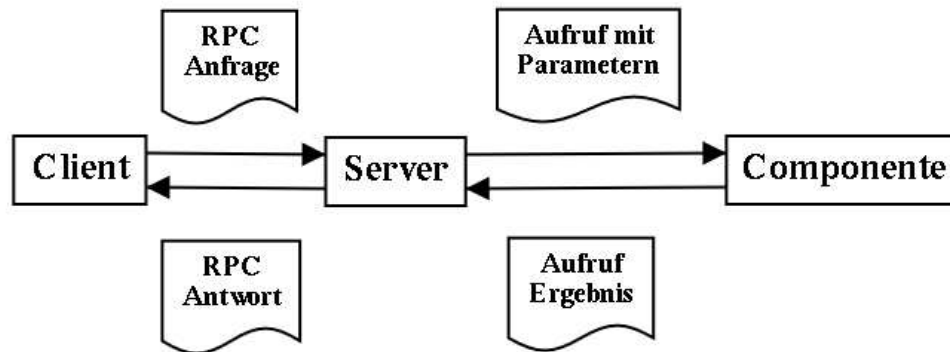 RPC
Anfrage
Aufruf mit
Parametern
Client
Server
Componente
RPC
Antwort
Aufruf
Ergebnis